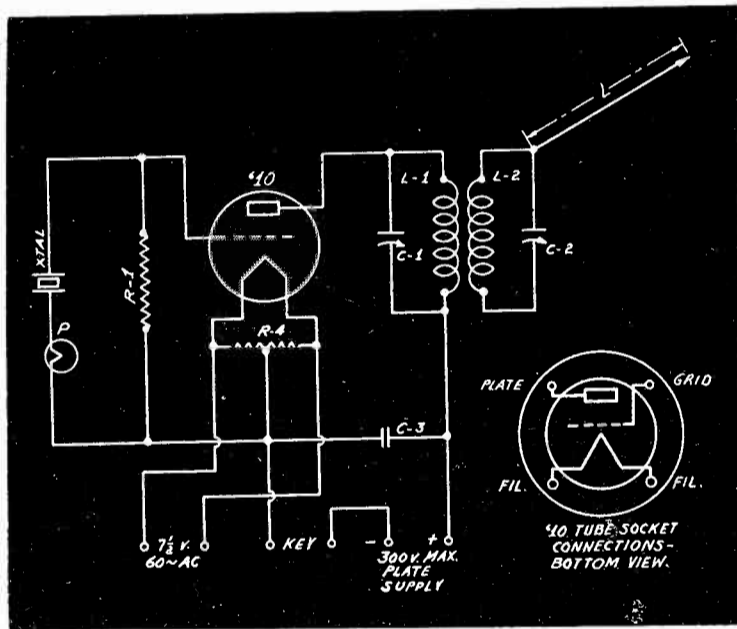 L
'10
L-1
L-2
XTAL
R-1
C-1
C-2
P
R-4
PLATE
GRID
C-3
FIL.
FIL.
7½ v.
60~AC
KEY
-
+
300 V. MAX.
PLATE
SUPPLY
'10 TUBE SOCKET
CONNECTIONS-
BOTTOM VIEW.